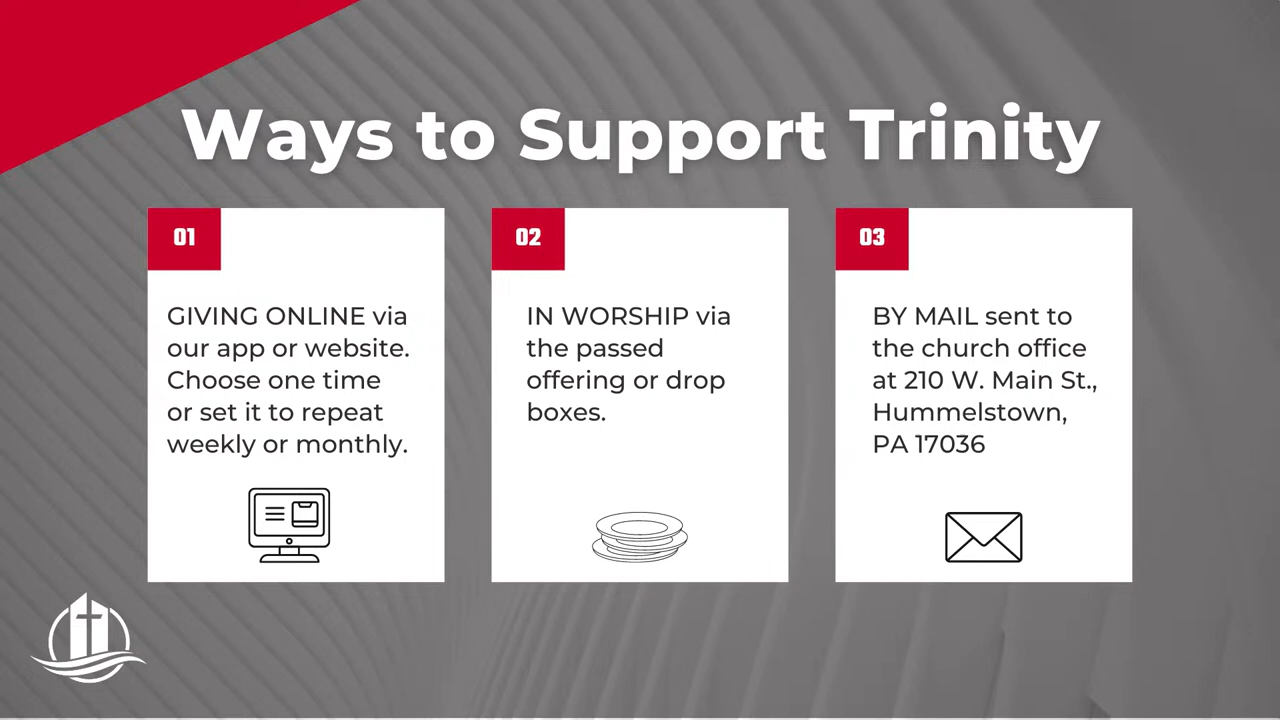 Ways to Support Trinity
01
GIVING ONLINE via
our app or website.
Choose one time
or set it to repeat
weekly or monthly.
02
IN WORSHIP via
the passed
offering or drop
boxes.
03
BY MAIL sent to
the church office
at 210 W. Main St.,
Hummelstown,
PA 17036